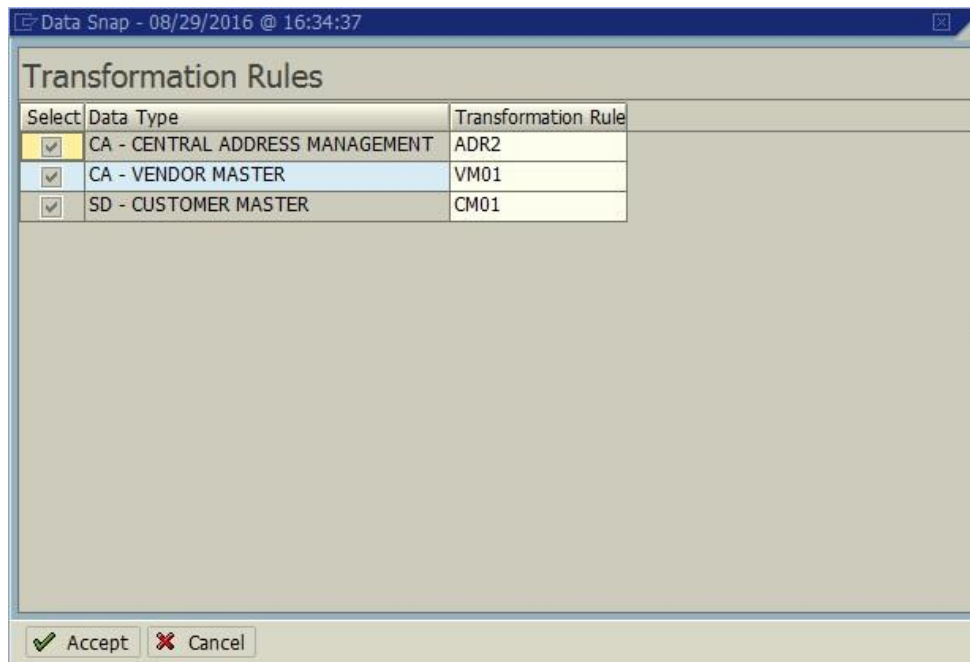 Data Snap - 08/29/2016 @ 16:34:37
Transformation Rules
Select Data Type Transformation Rule
CA - CENTRAL ADDRESS MANAGEMENT ADR2
CA - VENDOR MASTER VM01
SD - CUSTOMER MASTER CM01
Accept Cancel